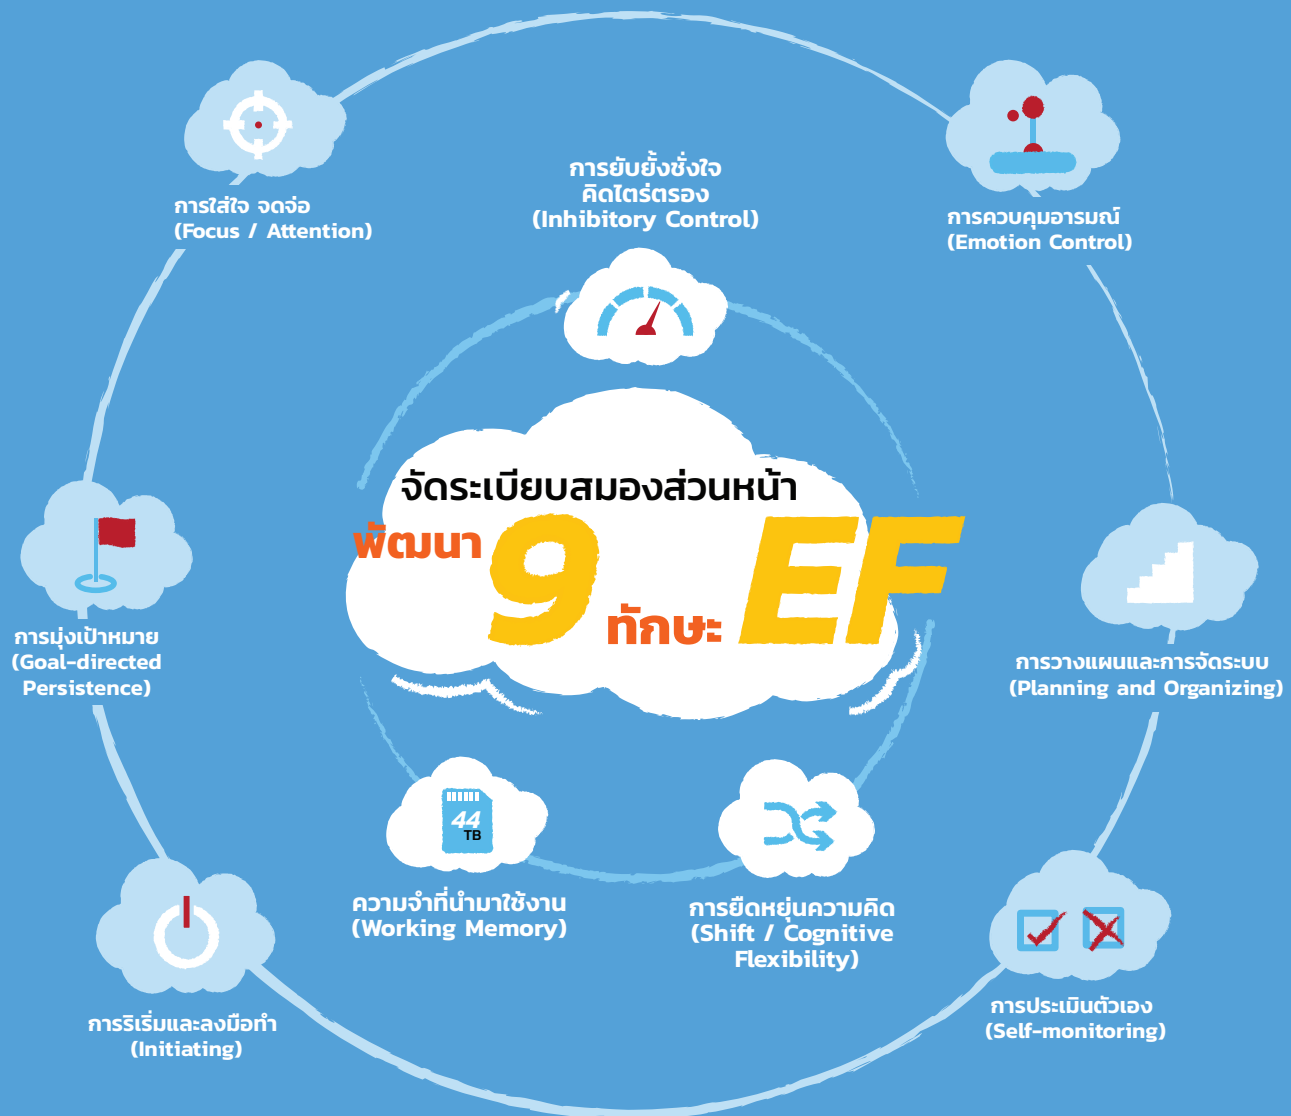 การใส่ใจ จดจ่อ
(Focus / Attention)
การยับยั้งชั่งใจ
คิดไตร่ตรอง
(Inhibitory Control)
การควบคุมอารมณ์
(Emotion Control)
จัดระเบียบสมองส่วนหน้า
พัฒนา 9 ทักษะ EF
การมุ่งเป้าหมาย
(Goal-directed
Persistence)
การวางแผนและการจัดระบบ
(Planning and Organizing)
44
TB
ความจำที่นำมาใช้งาน
(Working Memory)
การยืดหยุ่นความคิด
(Shift / Cognitive
Flexibility)
การริเริ่มและลงมือทำ
(Initiating)
การประเมินตัวเอง
(Self-monitoring)